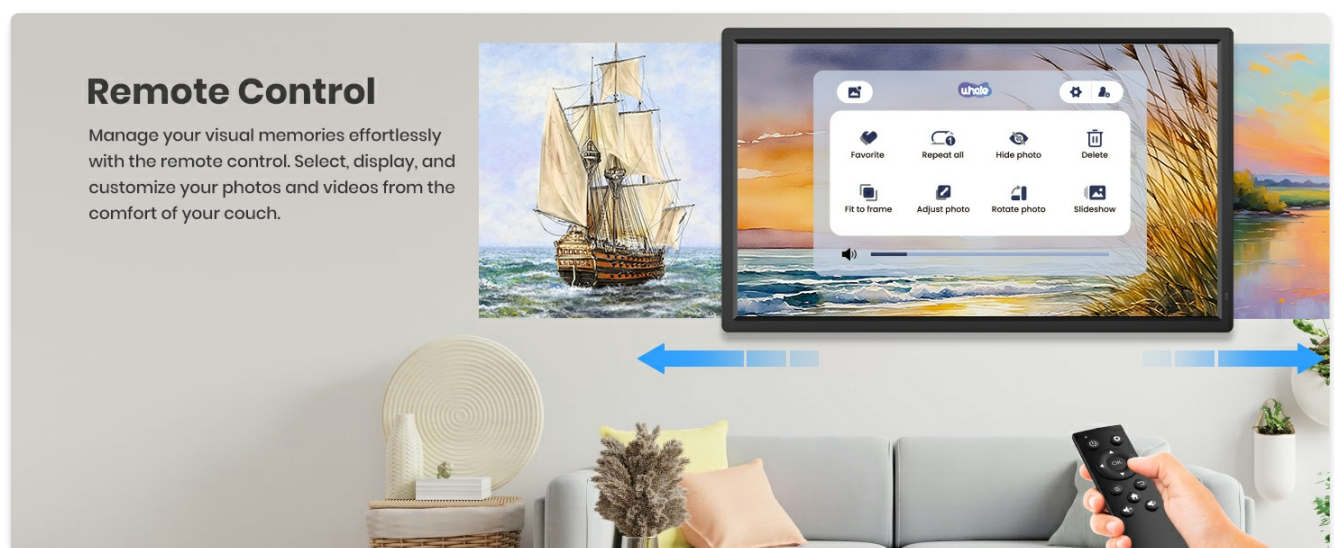 Remote Control
Manage your visual memories effortlessly
with the remote control. Select, display, and
customize your photos and videos from the
comfort of your couch.
whale
Favorite
Repeat all
Hide photo
Delete
Fit to frame
Adjust photo
Rotate photo
Slideshow
OK